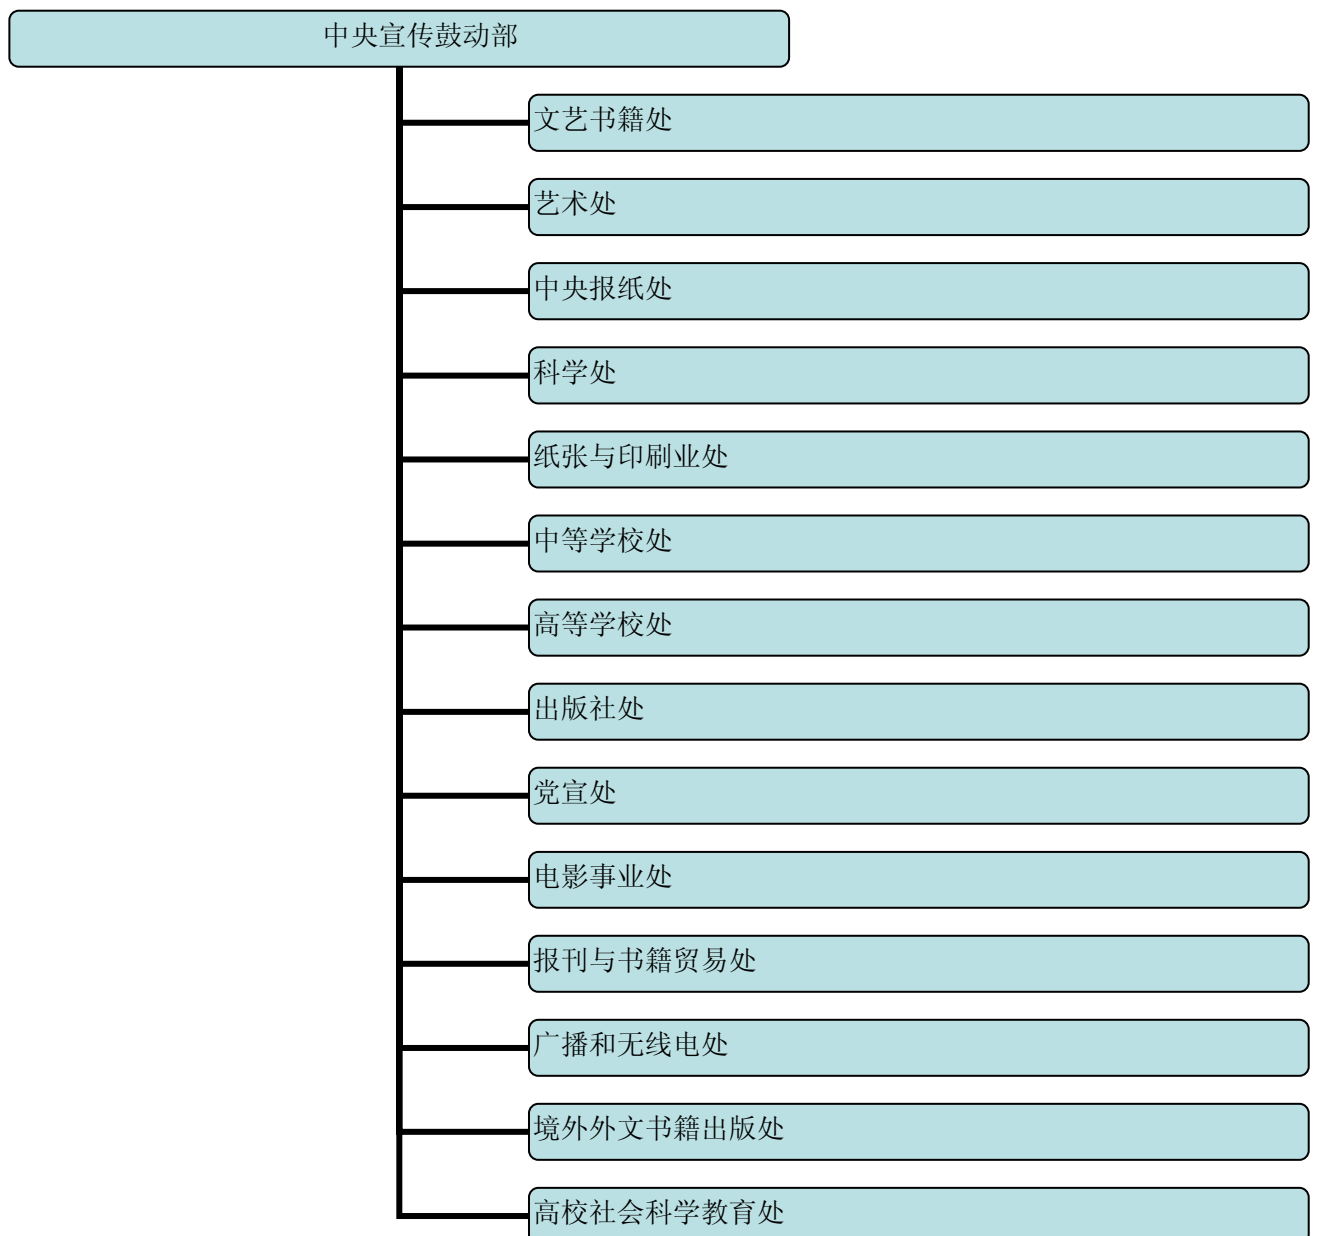 中央宣传鼓动部
文艺书籍处
艺术处
中央报纸处
科学处
纸张与印刷业处
中等学校处
高等学校处
出版社处
党宣处
电影事业处
报刊与书籍贸易处
广播和无线电处
境外外文书籍出版处
高校社会科学教育处